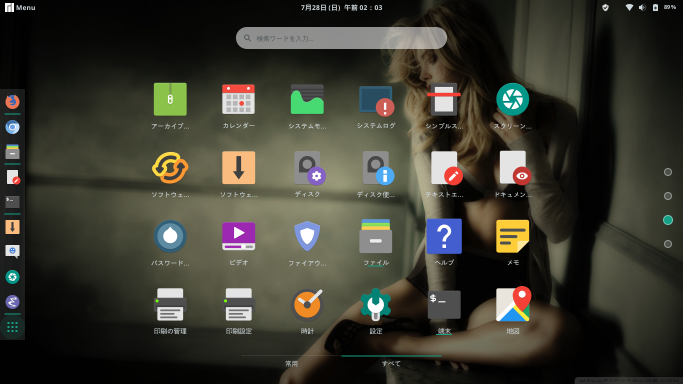 Menu
7月28日 (日) 午前 02 : 03
89%
検索ワードを入力...
アーカイブ...
カレンダー
システムモ...
システムログ
シンプルス...
スクリーン...
ソフトウェ...
ソフトウェ...
ディスク
ディスク使...
テキストエ...
ドキュメン...
パスワード...
ビデオ
ファイアウ...
ファイル
ヘルプ
メモ
印刷の管理
印刷設定
時計
設定
端末
地図
常用
すべて